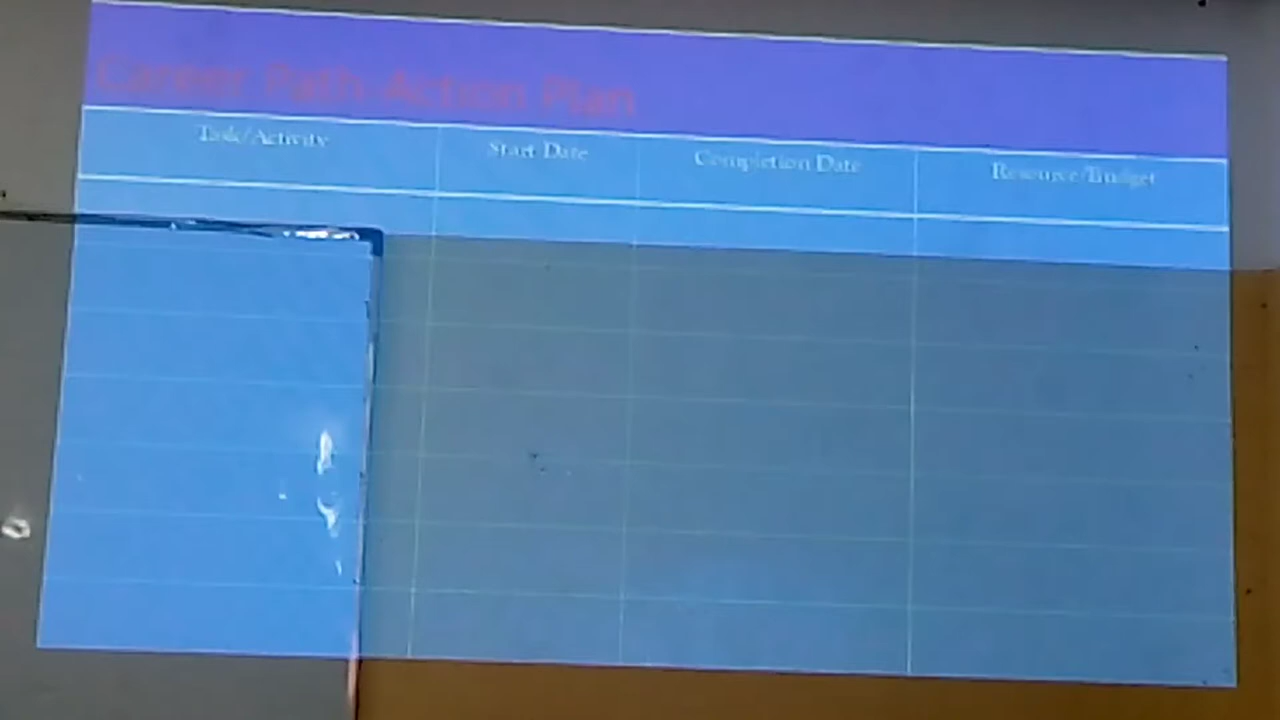 Career Path Action Plan
Task/Activity Start Date Completion Date Resource/Budget